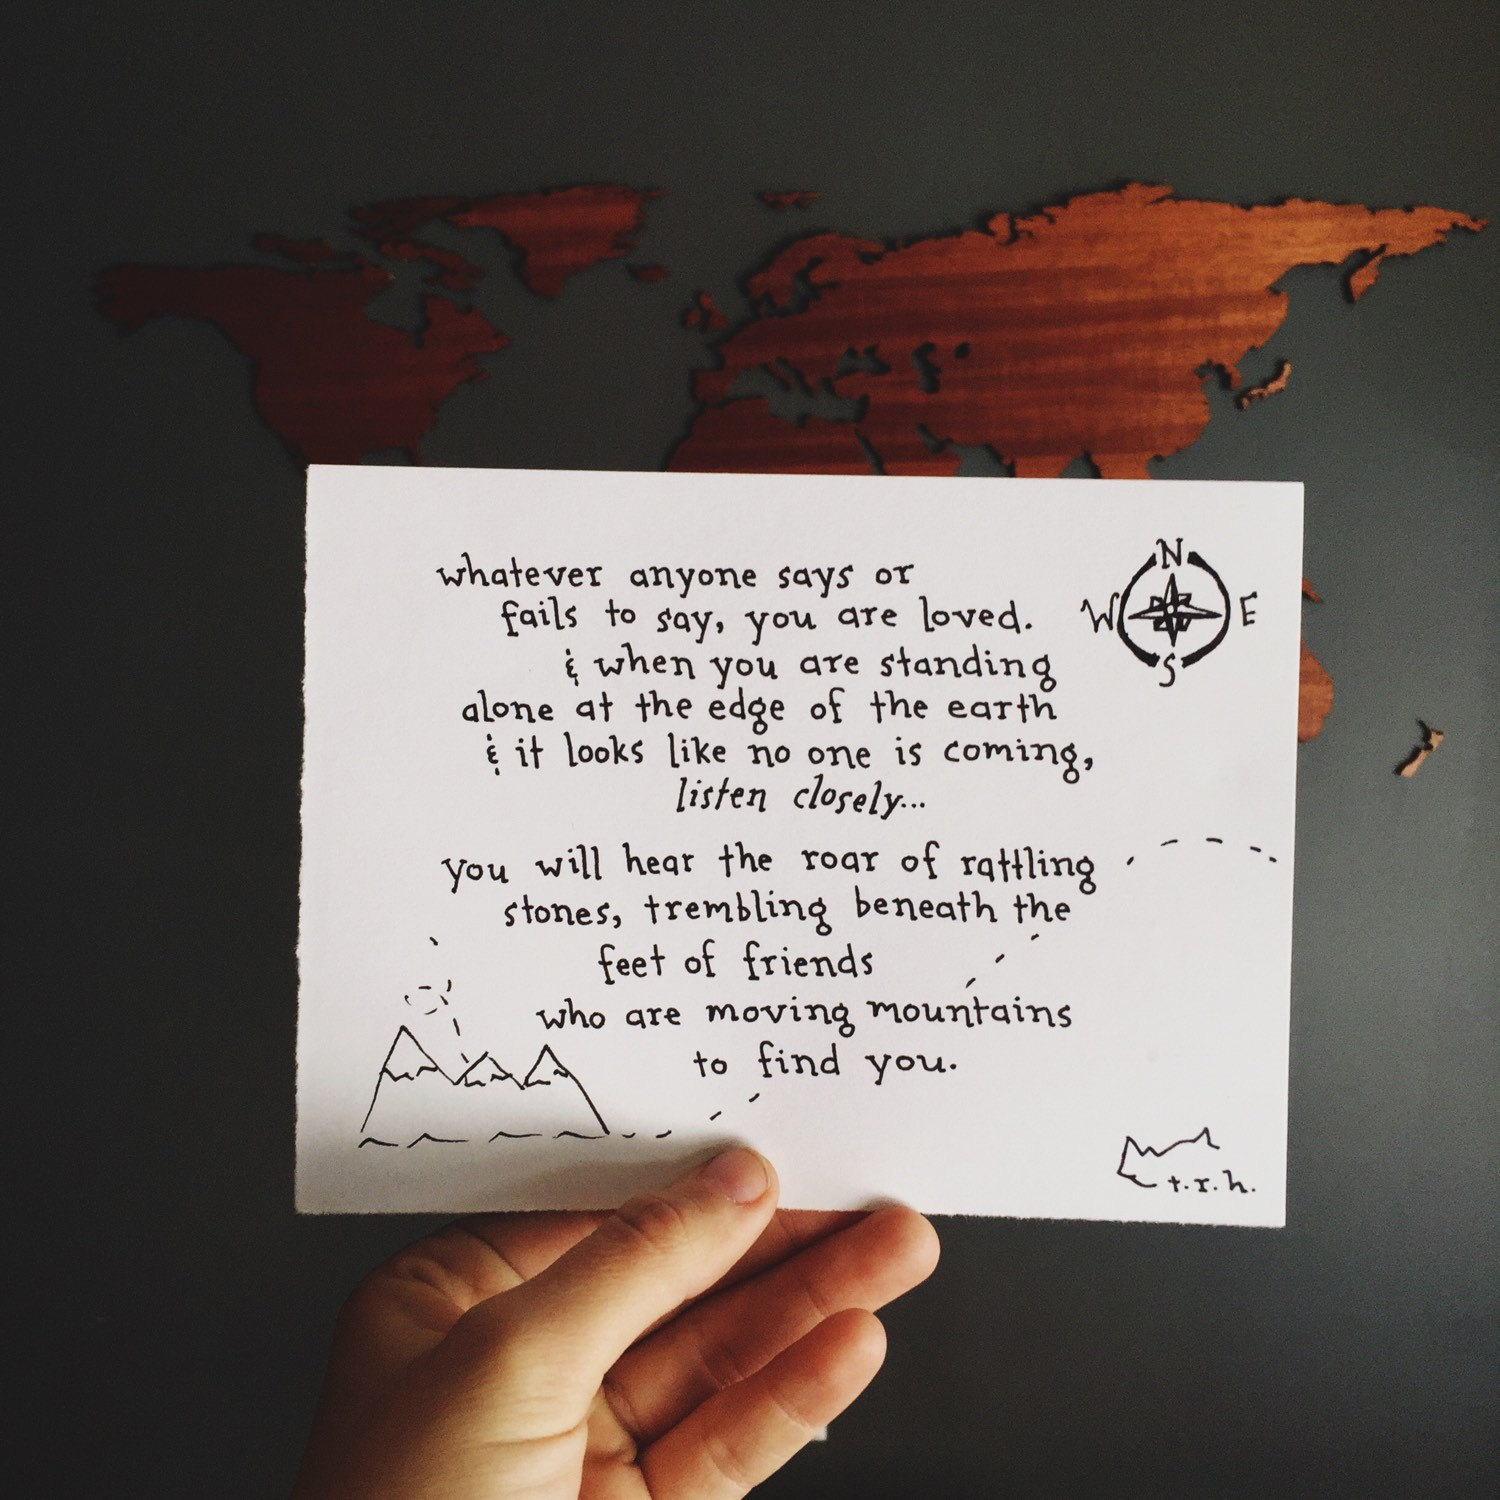 whatever anyone says or
fails to say, you are loved.
& when you are standing
alone at the edge of the earth
& it looks like no one is coming,
listen closely...
you will hear the roar of rattling
stones, trembling beneath the
feet of friends
who are moving mountains
to find you.
N
W E
S
t.r.h.